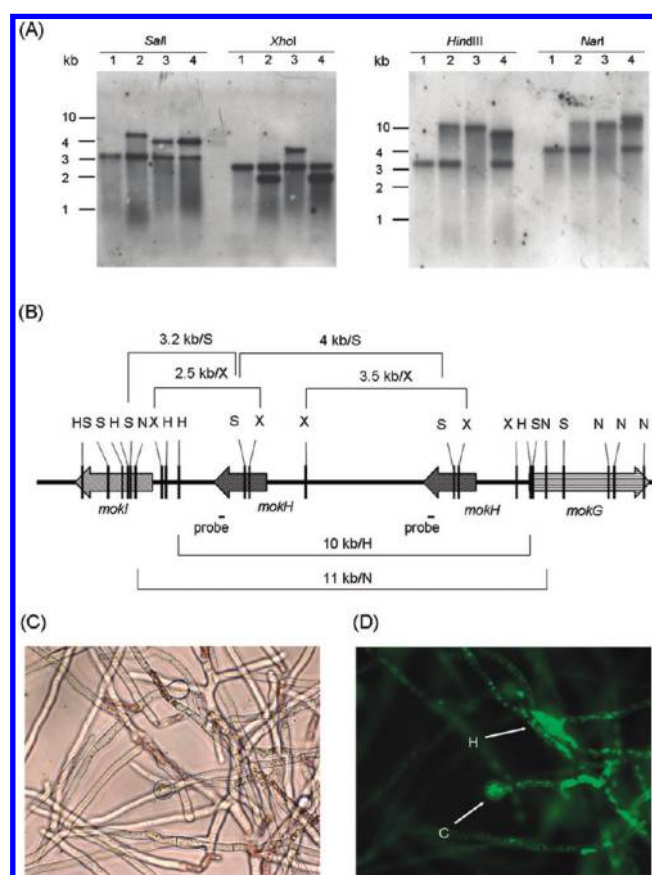 (A)
SalI XhoI HindIII NarI
kb 1 2 3 4 1 2 3 4 kb 1 2 3 4 1 2 3 4
10
4
3
2
1
10
4
3
2
1
(B)
3.2 kb/S 4 kb/S
2.5 kb/X 3.5 kb/X
H S S H S N X H H S X X S X X H S N S N N N
mokI mokH mokH mokG
probe probe
10 kb/H
11 kb/N
(C) (D)
H
C